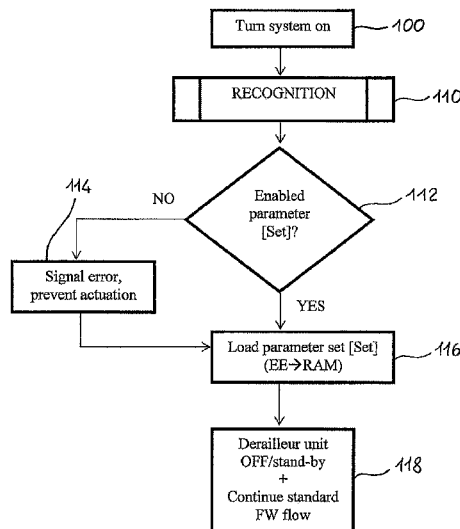 Turn system on
100
RECOGNITION
110
114
NO
Enabled
parameter
[Set]?
112
Signal error,
prevent actuation
YES
Load parameter set [Set]
(EE→RAM)
116
Derailleur unit
OFF/stand-by
+
Continue standard
FW flow
118